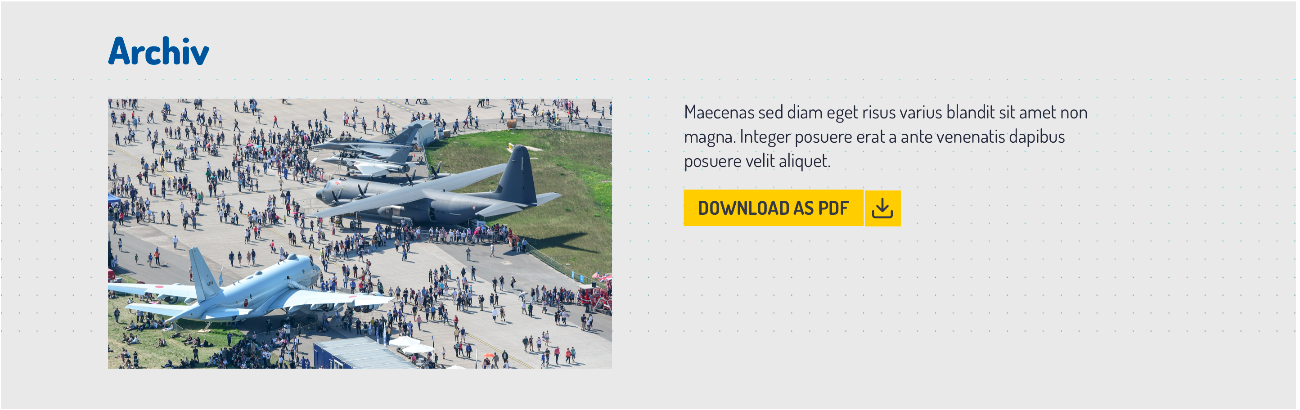 Archiv
Maecenas sed diam eget risus varius blandit sit amet non
magna. Integer posuere erat a ante venenatis dapibus
posuere velit aliquet.
DOWNLOAD AS PDF